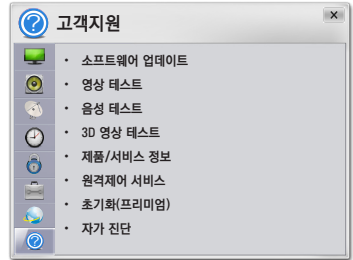 고객지원
· 소프트웨어 업데이트
· 영상 테스트
· 음성 테스트
· 3D 영상 테스트
· 제품/서비스 정보
· 원격제어 서비스
· 초기화(프리미엄)
· 자가 진단